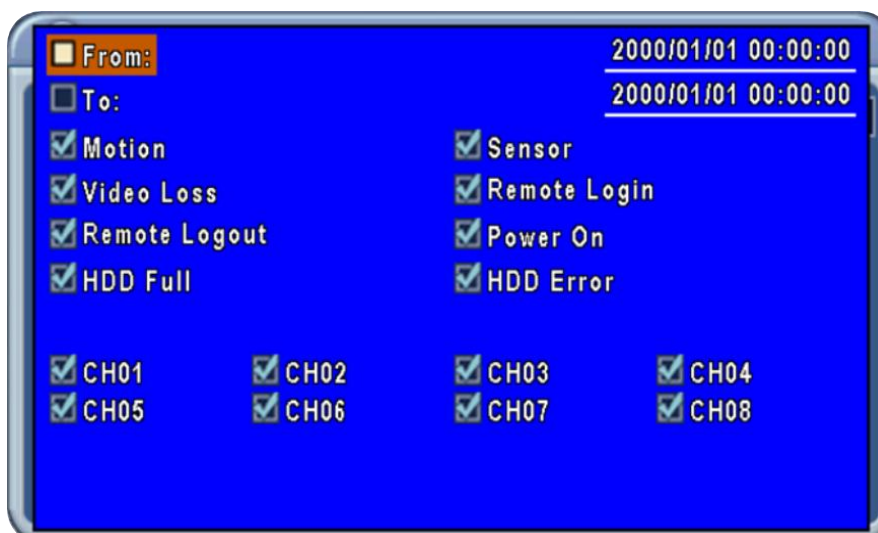 From: 2000/01/01 00:00:00
To: 2000/01/01 00:00:00
Motion Sensor
Video Loss Remote Login
Remote Logout Power On
HDD Full HDD Error
CH01 CH02 CH03 CH04
CH05 CH06 CH07 CH08